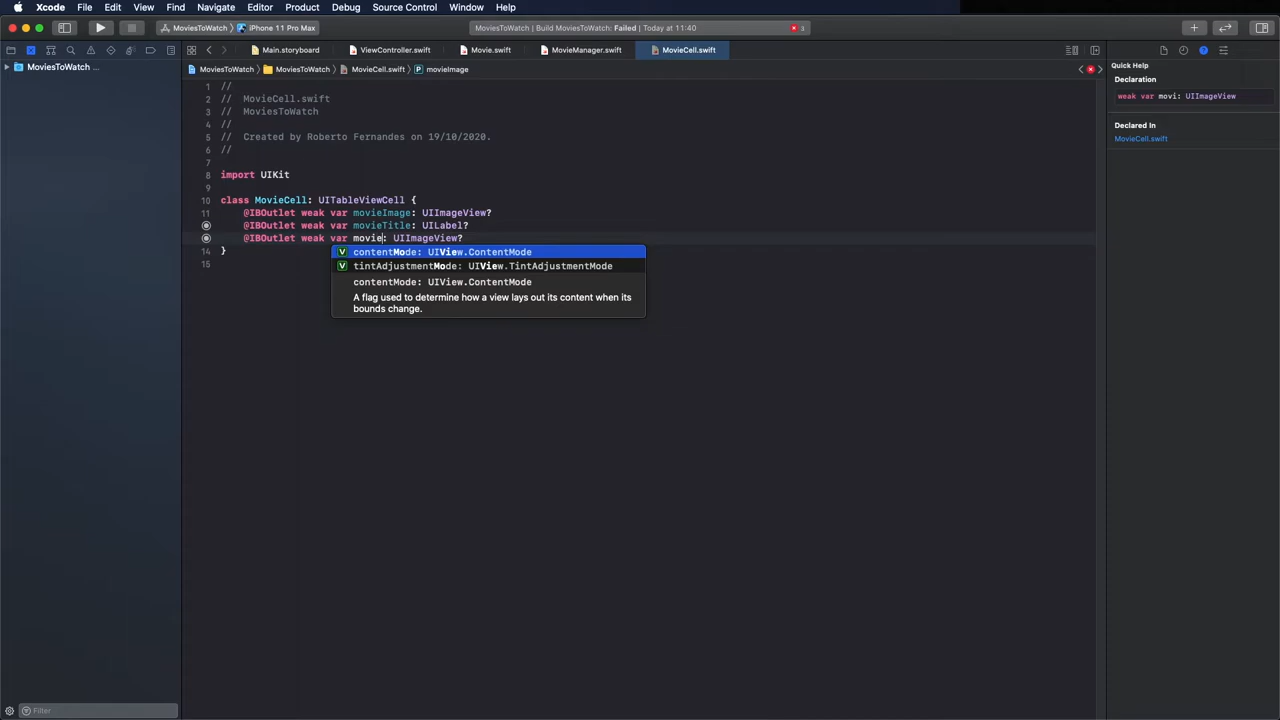 Xcode File Edit View Find Navigate Editor Product Debug Source Control Window Help
MoviesToWatch 〉 iPhone 11 Pro Max
MoviesToWatch | Build MoviesToWatch: Failed | Today at 11:40
3
Main.storyboard ViewController.swift Movie.swift MovieManager.swift MovieCell.swift
MoviesToWatch ...
MoviesToWatch 〉 MoviesToWatch 〉 MovieCell.swift 〉 P movieImage
1 //
2 // MovieCell.swift
3 // MoviesToWatch
4 //
5 // Created by Roberto Fernandes on 19/10/2020.
6 //
7
8 import UIKit
9
10 class MovieCell: UITableViewCell {
11 @IBOutlet weak var movieImage: UIImageView?
@IBOutlet weak var movieTitle: UILabel?
@IBOutlet weak var movie: UIImageView?
14 }
15
V contentMode: UIView.ContentMode
V tintAdjustmentMode: UIView.TintAdjustmentMode
contentMode: UIView.ContentMode
A flag used to determine how a view lays out its content when its
bounds change.
Quick Help
Declaration
weak var movi: UIImageView
Declared In
MovieCell.swift
Filter